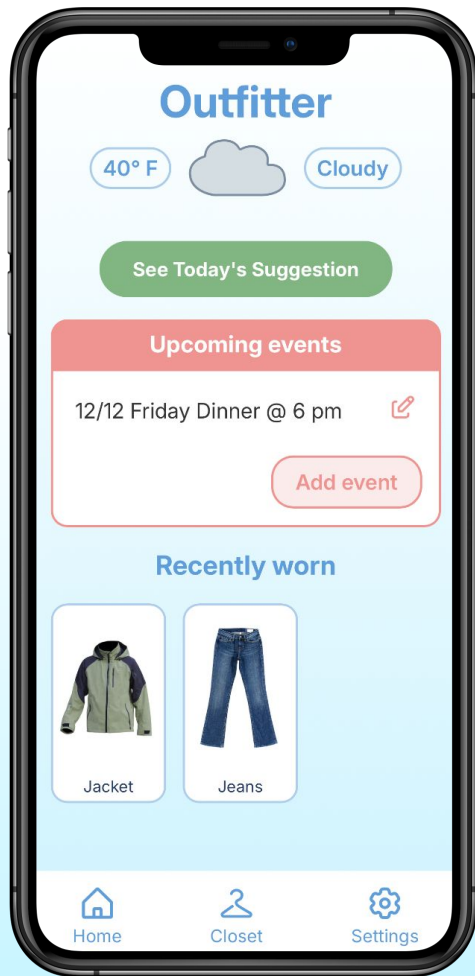 Outfitter
40° F
Cloudy
See Today's Suggestion
Upcoming events
12/12 Friday Dinner @ 6 pm
Add event
Recently worn
Jacket
Jeans
Home
Closet
Settings